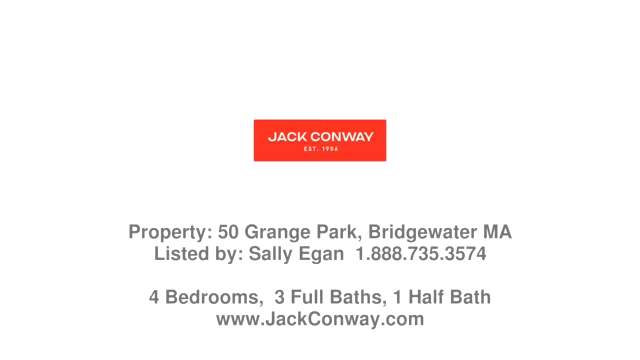 JACK CONWAY
EST. 1956
Property: 50 Grange Park, Bridgewater MA
Listed by: Sally Egan  1.888.735.3574
4 Bedrooms,  3 Full Baths, 1 Half Bath
www.JackConway.com